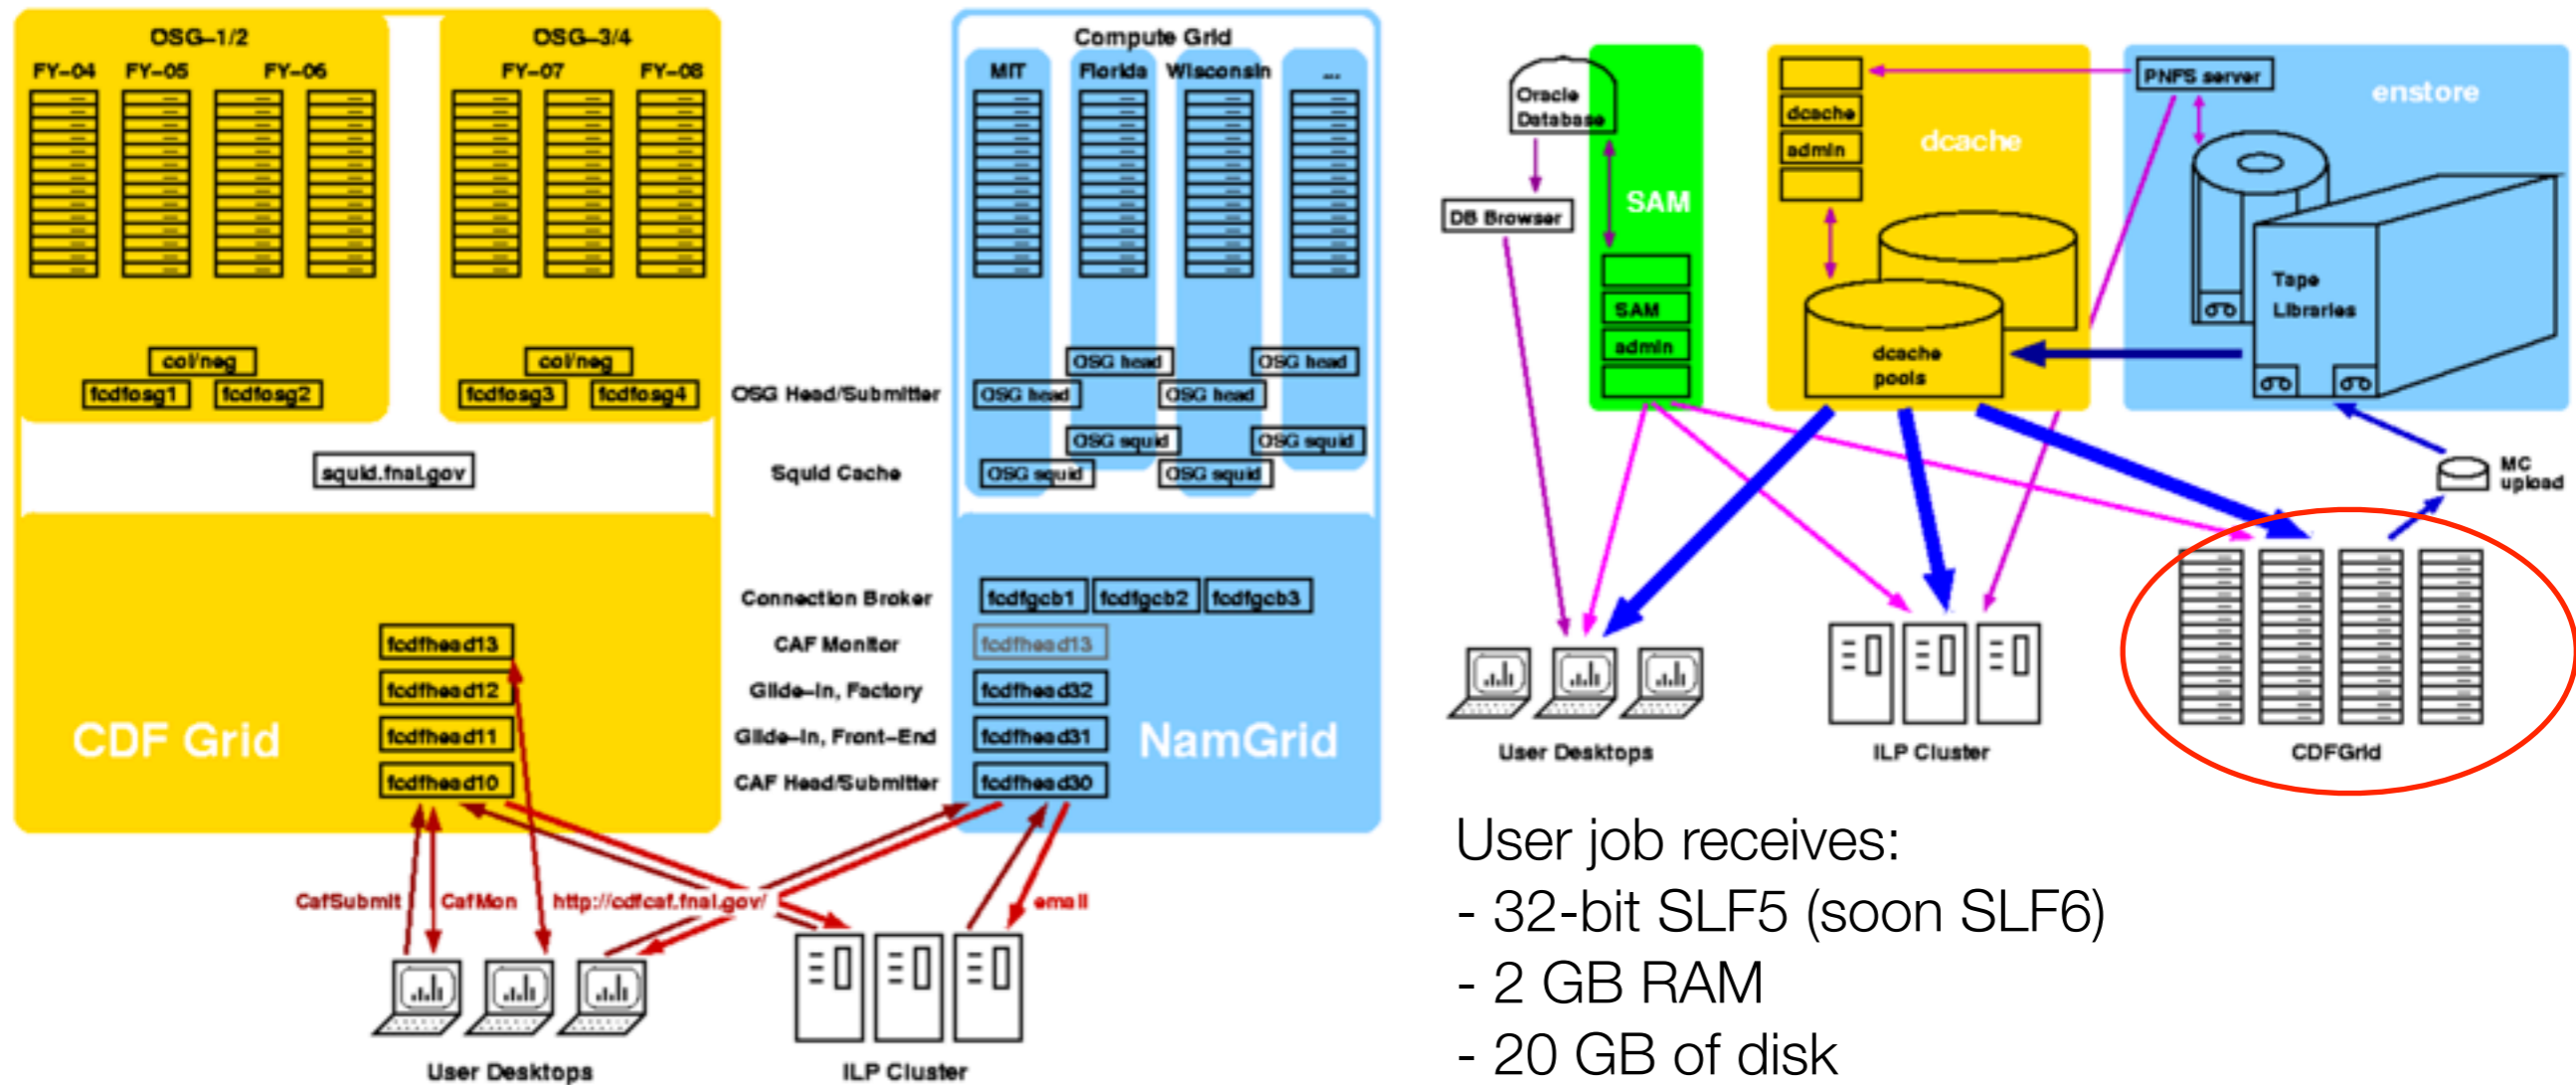 OSG-1/2
FY-04 FY-05 FY-06
OSG-3/4
FY-07 FY-08
col/neg
fcdfosg1 fcdfosg2
col/neg
fcdfosg3 fcdfosg4
squid.fnal.gov
CDF Grid
fcdfhead13
fcdfhead12
fcdfhead11
fcdfhead10
OSG Head/Submitter
Squid Cache
Connection Broker
CAF Monitor
Glide-in, Factory
Glide-in, Front-End
CAF Head/Submitter
Compute Grid
MIT Florida Wisconsin ...
OSG head OSG head
OSG head OSG head
OSG squid OSG squid
OSG squid OSG squid
fcdfgcb1 fcdfgcb2 fcdfgcb3
fcdfhead13
fcdfhead32
fcdfhead31
fcdfhead30
NamGrid
CafSubmit CafMon http://cdfcaf.fnal.gov/ email
User Desktops
ILP Cluster
Oracle
Database
DB Browser
SAM
SAM
admin
dcache
admin
dcache
dcache
pools
PNFS server
enstore
Tape
Libraries
MC
upload
User Desktops
ILP Cluster
CDFGrid
User job receives:
- 32-bit SLF5 (soon SLF6)
- 2 GB RAM
- 20 GB of disk